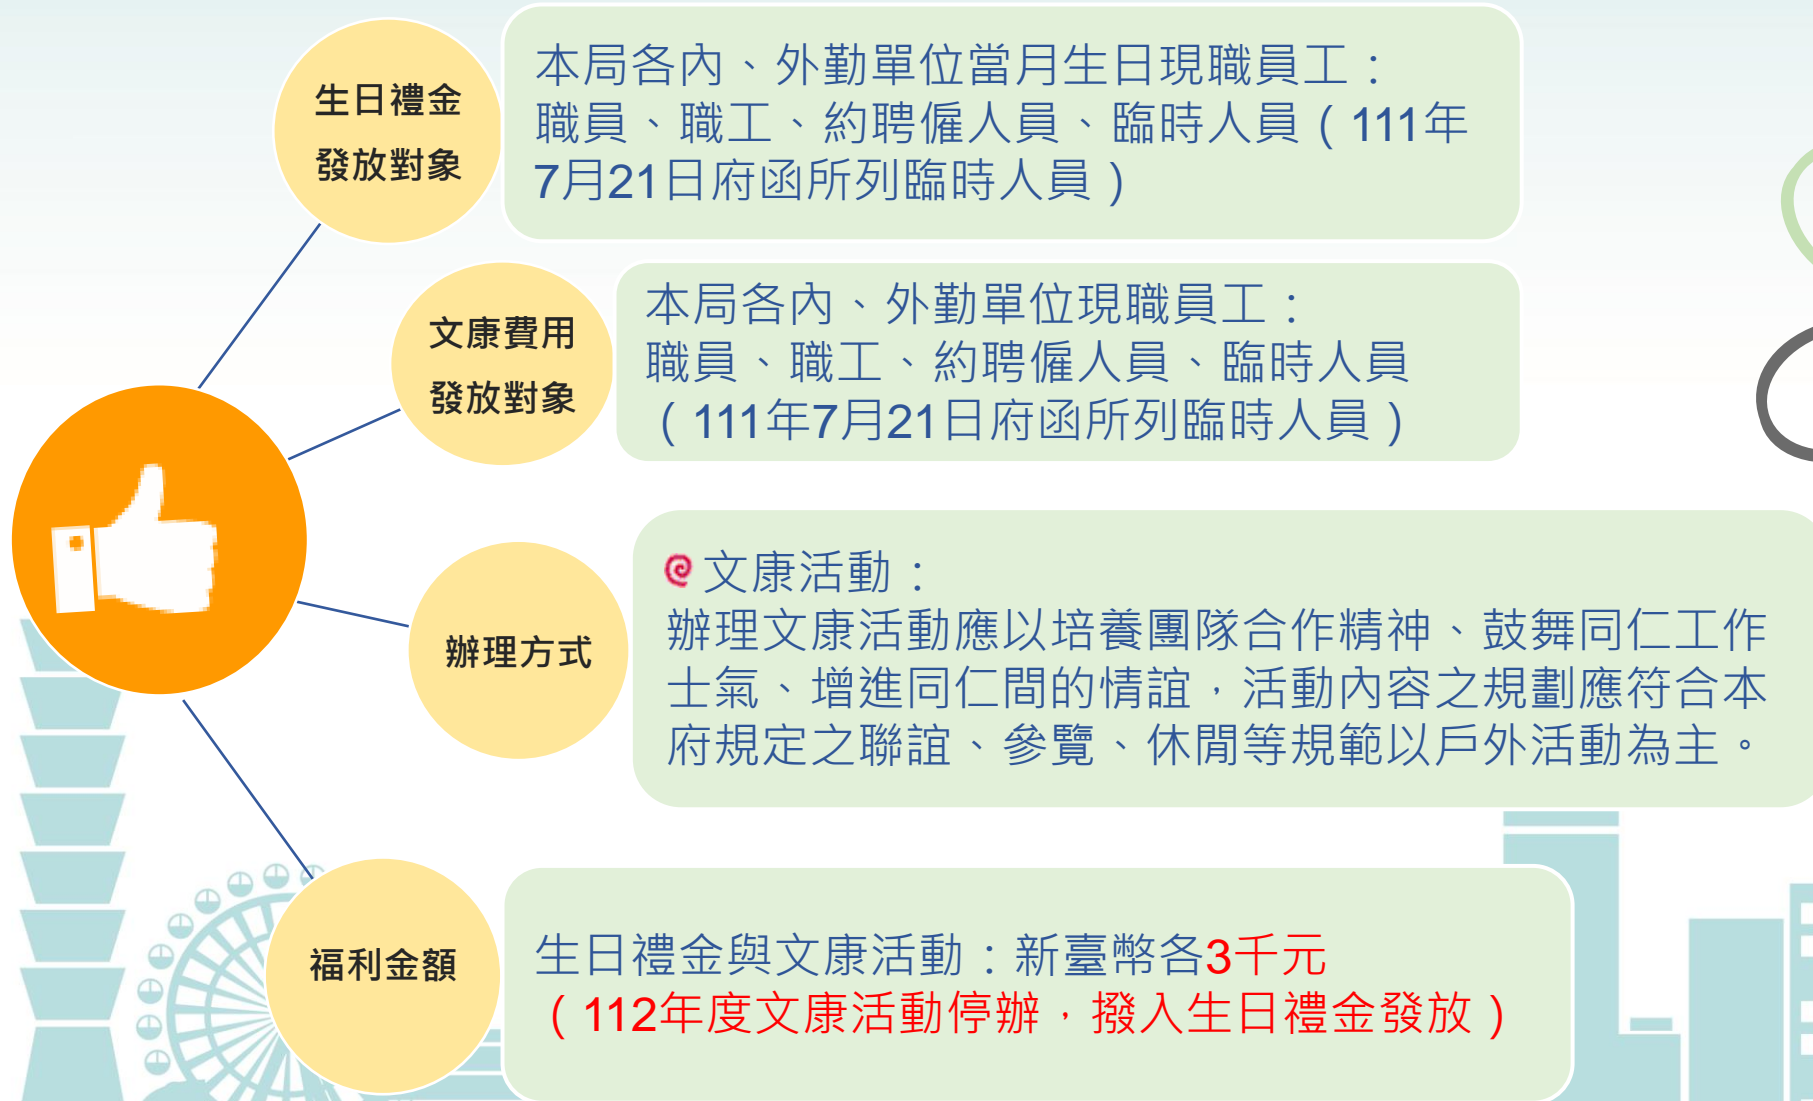 生日禮金
發放對象
本局各內、外勤單位當月生日現職員工：
職員、職工、約聘僱人員、臨時人員（111年
7月21日府函所列臨時人員）
文康費用
發放對象
本局各內、外勤單位現職員工：
職員、職工、約聘僱人員、臨時人員
（111年7月21日府函所列臨時人員）
辦理方式
文康活動：
辦理文康活動應以培養團隊合作精神、鼓舞同仁工作
士氣、增進同仁間的情誼，活動內容之規劃應符合本
府規定之聯誼、參覽、休閒等規範以戶外活動為主。
福利金額
生日禮金與文康活動：新臺幣各3千元
（112年度文康活動停辦，撥入生日禮金發放）